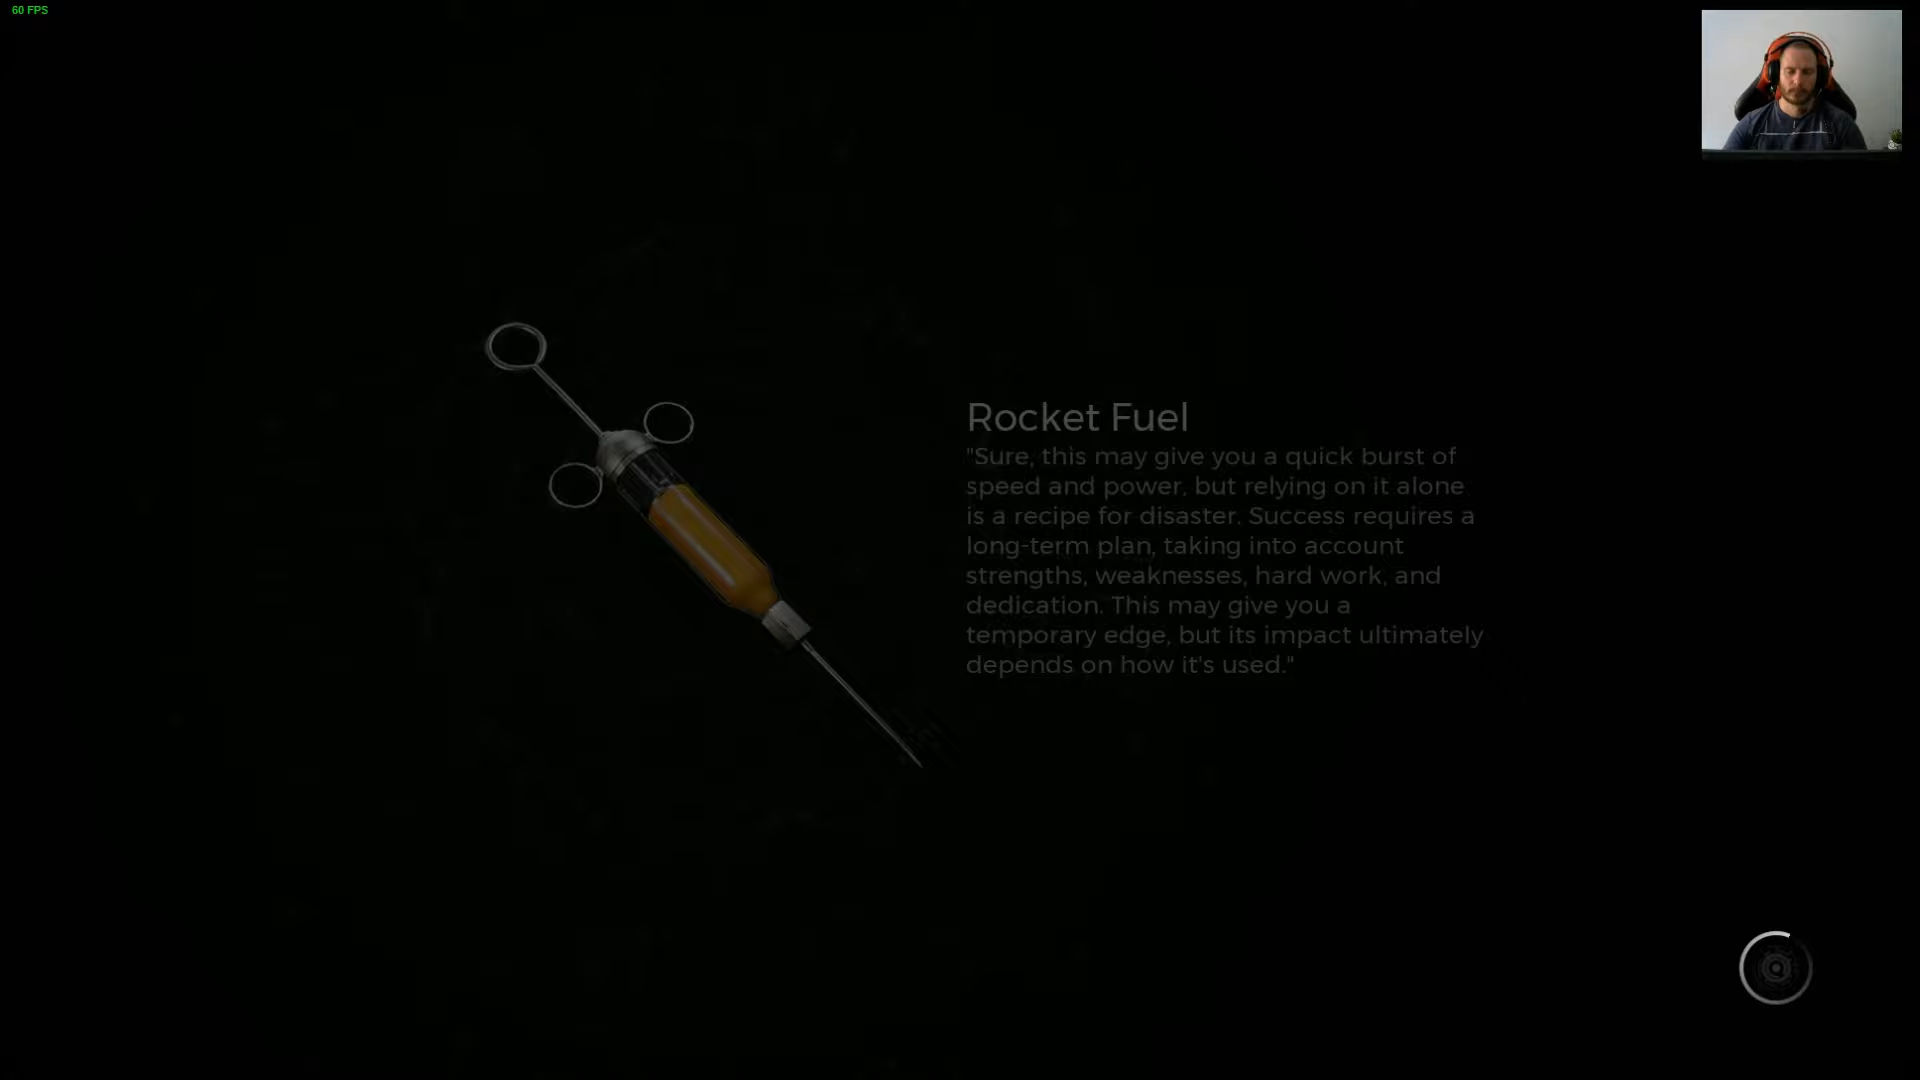 60 FPS
Rocket Fuel
"Sure, this may give you a quick burst of
speed and power, but relying on it alone
is a recipe for disaster. Success requires a
long-term plan, taking into account
strengths, weaknesses, hard work, and
dedication. This may give you a
temporary edge, but its impact ultimately
depends on how it's used."